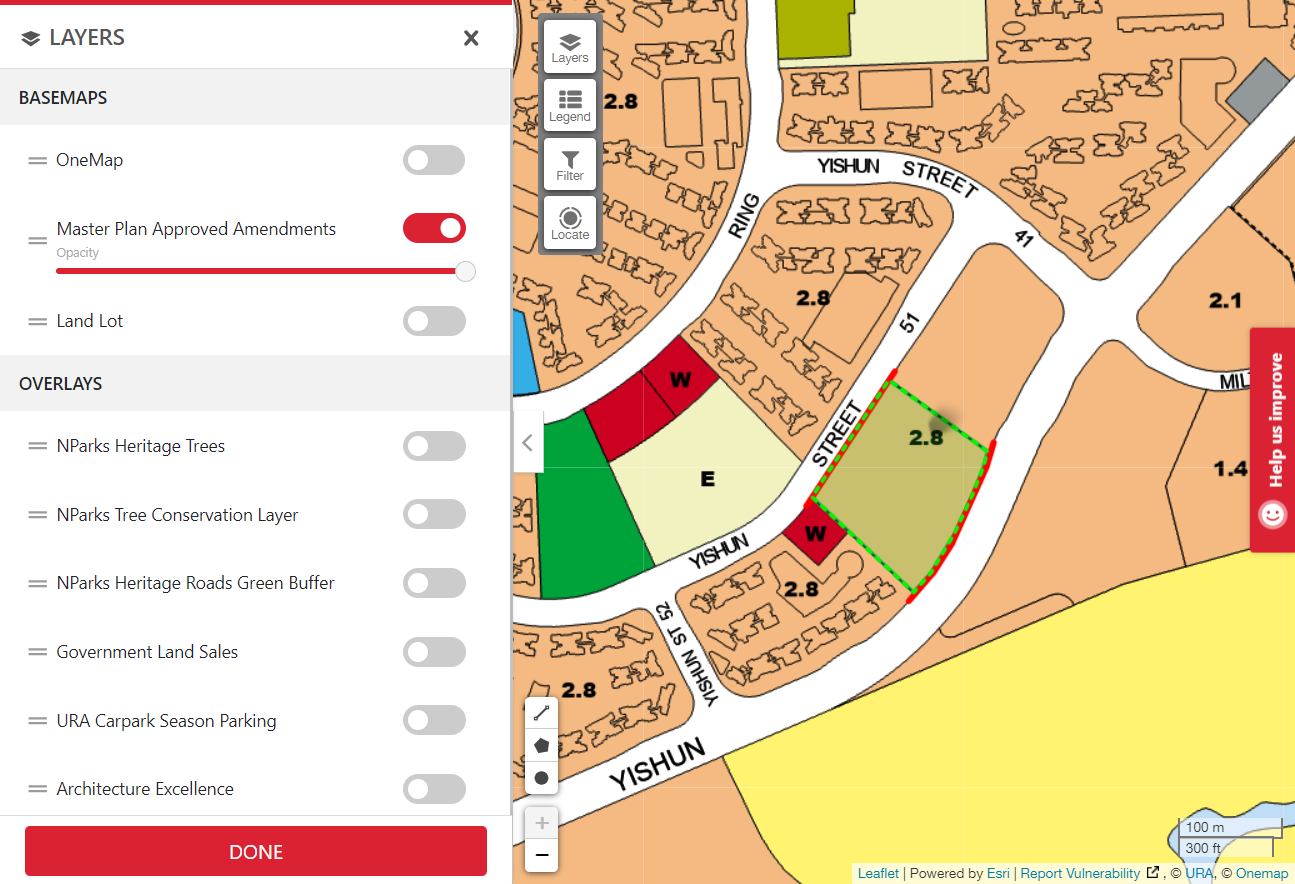 LAYERS
BASEMAPS
OneMap
Master Plan Approved Amendments
Opacity
Land Lot
OVERLAYS
NParks Heritage Trees
NParks Tree Conservation Layer
NParks Heritage Roads Green Buffer
Government Land Sales
URA Carpark Season Parking
Architecture Excellence
DONE
Layers
Legend
Filter
Locate
2.8
YISHUN STREET 41
RING
2.8
2.1
51
STREET
W
MIL
2.8
1.4
E
W
YISHUN
2.8
YISHUN ST 52
2.8
YISHUN
Help us improve
100 m
300 ft
Leaflet | Powered by Esri | Report Vulnerability , © URA, © Onemap